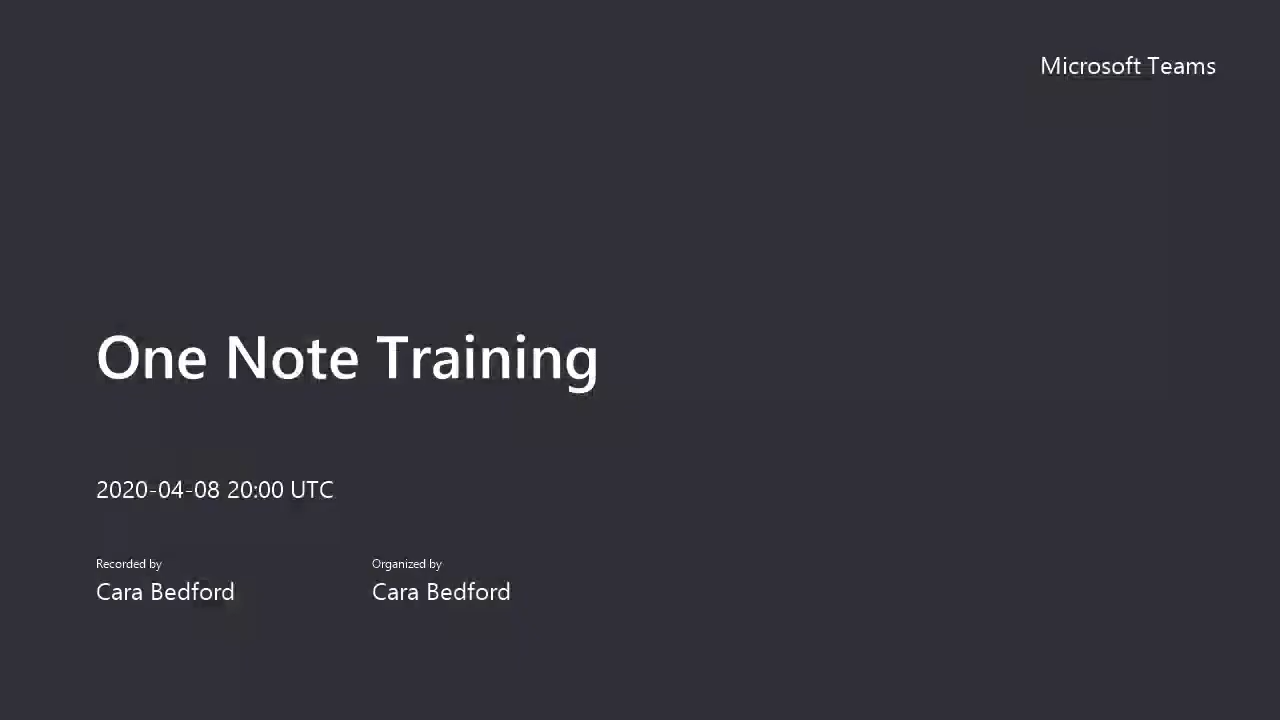 Microsoft Teams
One Note Training
2020-04-08 20:00 UTC
Recorded by
Cara Bedford
Organized by
Cara Bedford